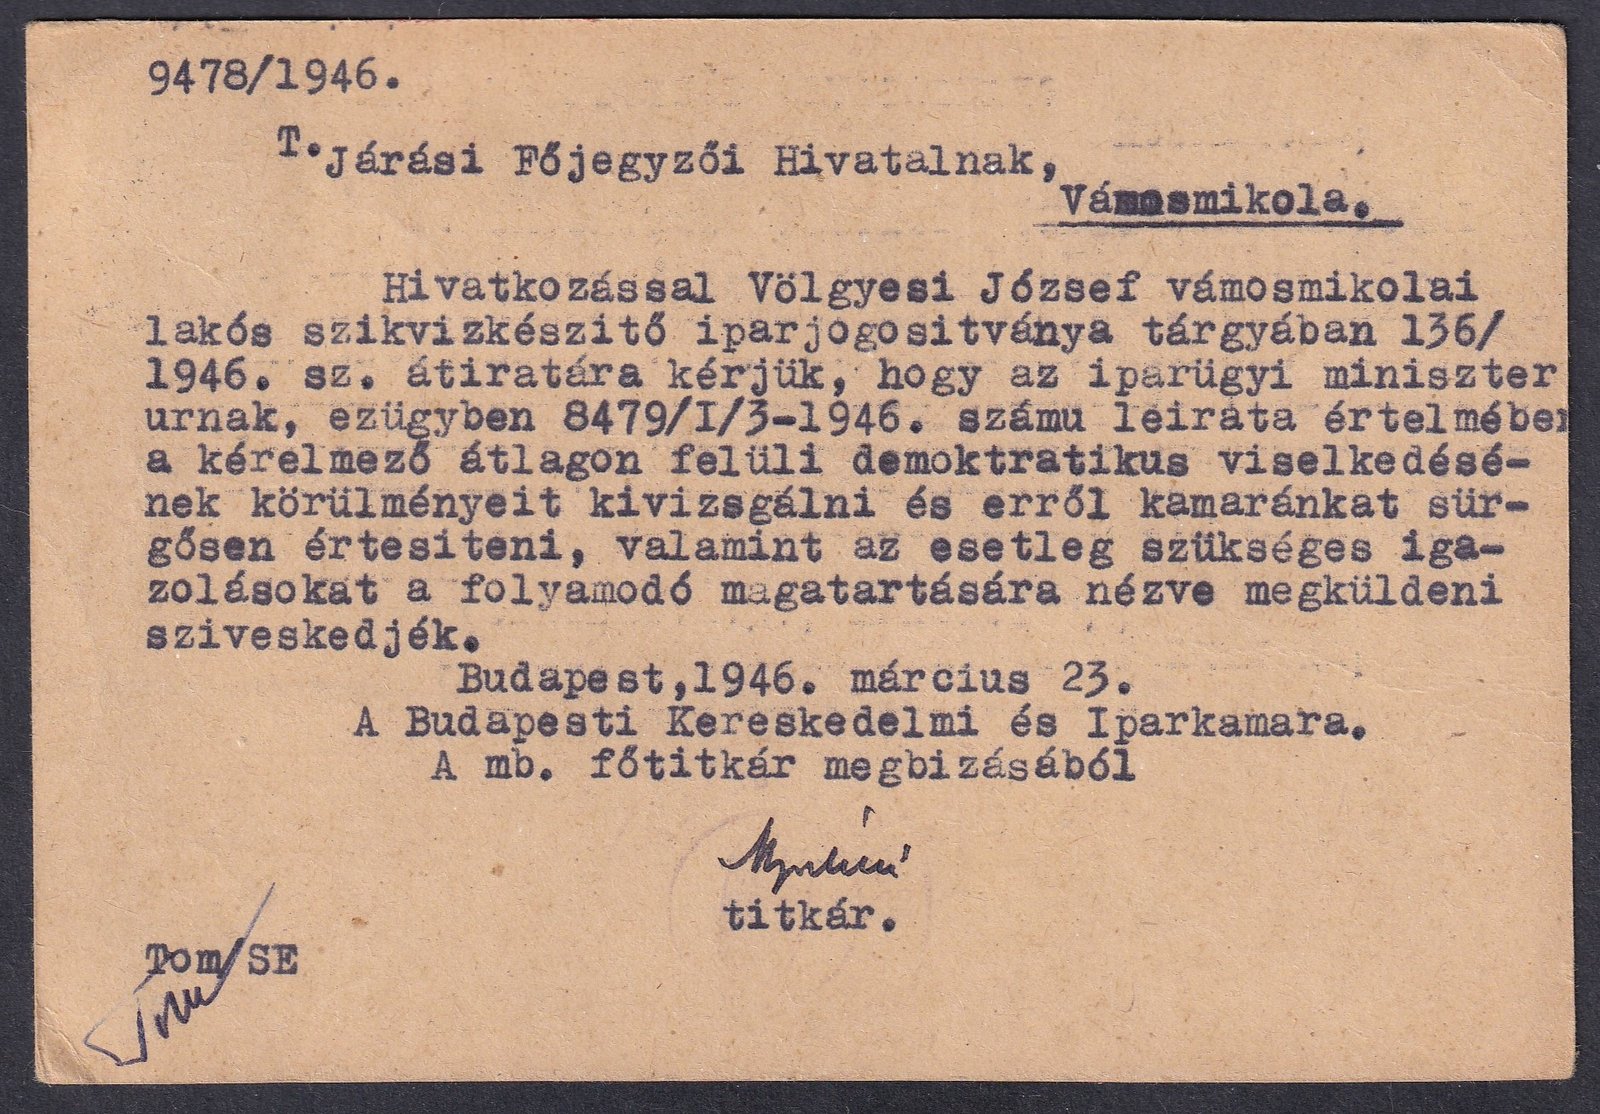 9478/1946.
T. Járási Főjegyzői Hivatalnak,
Vámosmikola.
Hivatkozással Völgyesi József vámosmikolai
lakós szikvizkészitő iparjogositványa tárgyában 136/
1946. sz. átiratára kérjük, hogy az iparügyi miniszter
urnak, ezügyben 8479/I/3-1946. számu leirata értelmében
a kérelmező átlagon felüli demoktratikus viselkedésé-
nek körülményeit kivizsgálni és erről kamaránkat sür-
gősen értesiteni, valamint az esetleg szükséges iga-
zolásokat a folyamodó magatartására nézve megküldeni
sziveskedjék.
Budapest,1946. március 23.
A Budapesti Kereskedelmi és Iparkamara.
A mb. főtitkár megbizásából
titkár.
Tom/SE
Tom